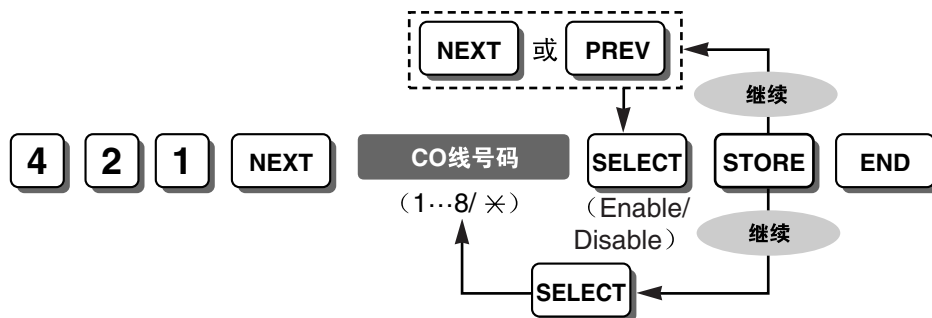 NEXT 或 PREV
继续
4 2 1 NEXT CO线号码 SELECT STORE END
(1…8/ ✳) (Enable/
Disable)
继续
SELECT